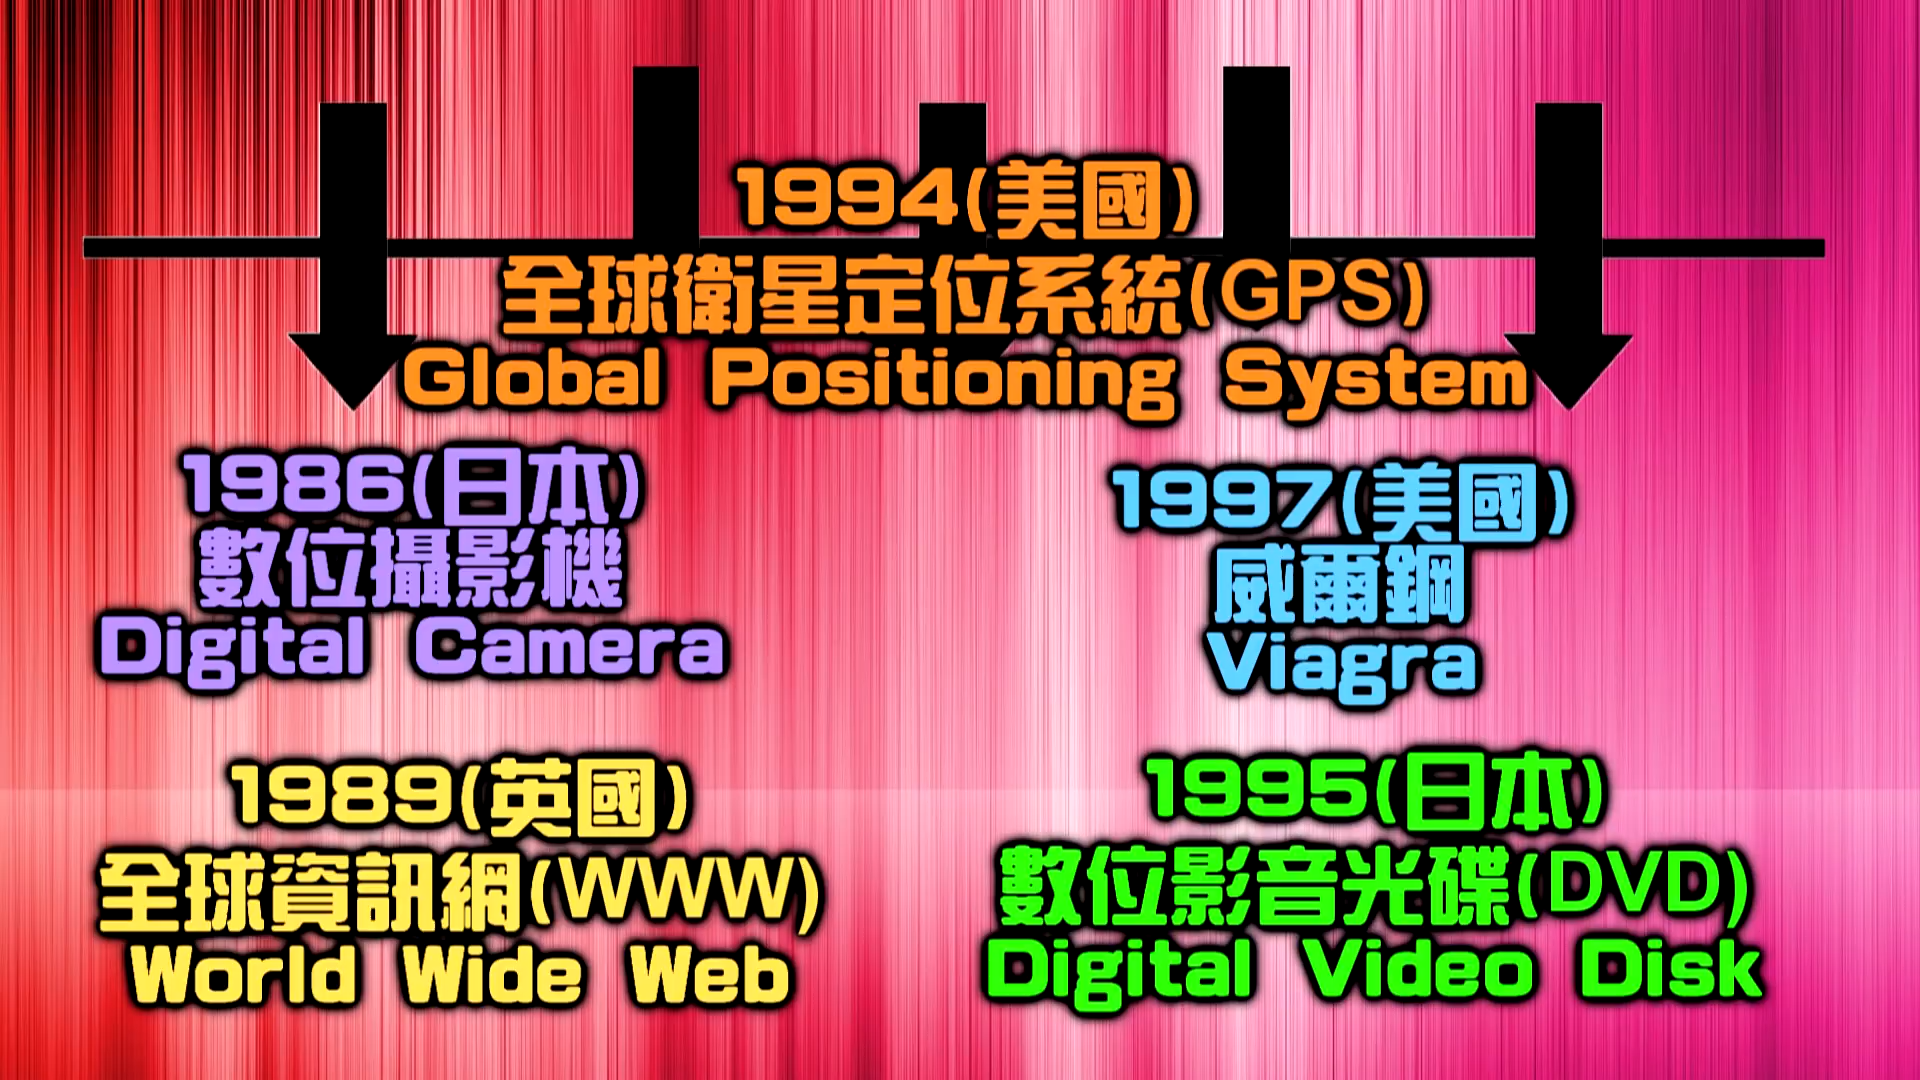 1994(美國)
全球衛星定位系統(GPS)
Global Positioning System
1986(日本)
數位攝影機
Digital Camera
1997(美國)
威爾鋼
Viagra
1989(英國)
全球資訊網(WWW)
World Wide Web
1995(日本)
數位影音光碟(DVD)
Digital Video Disk